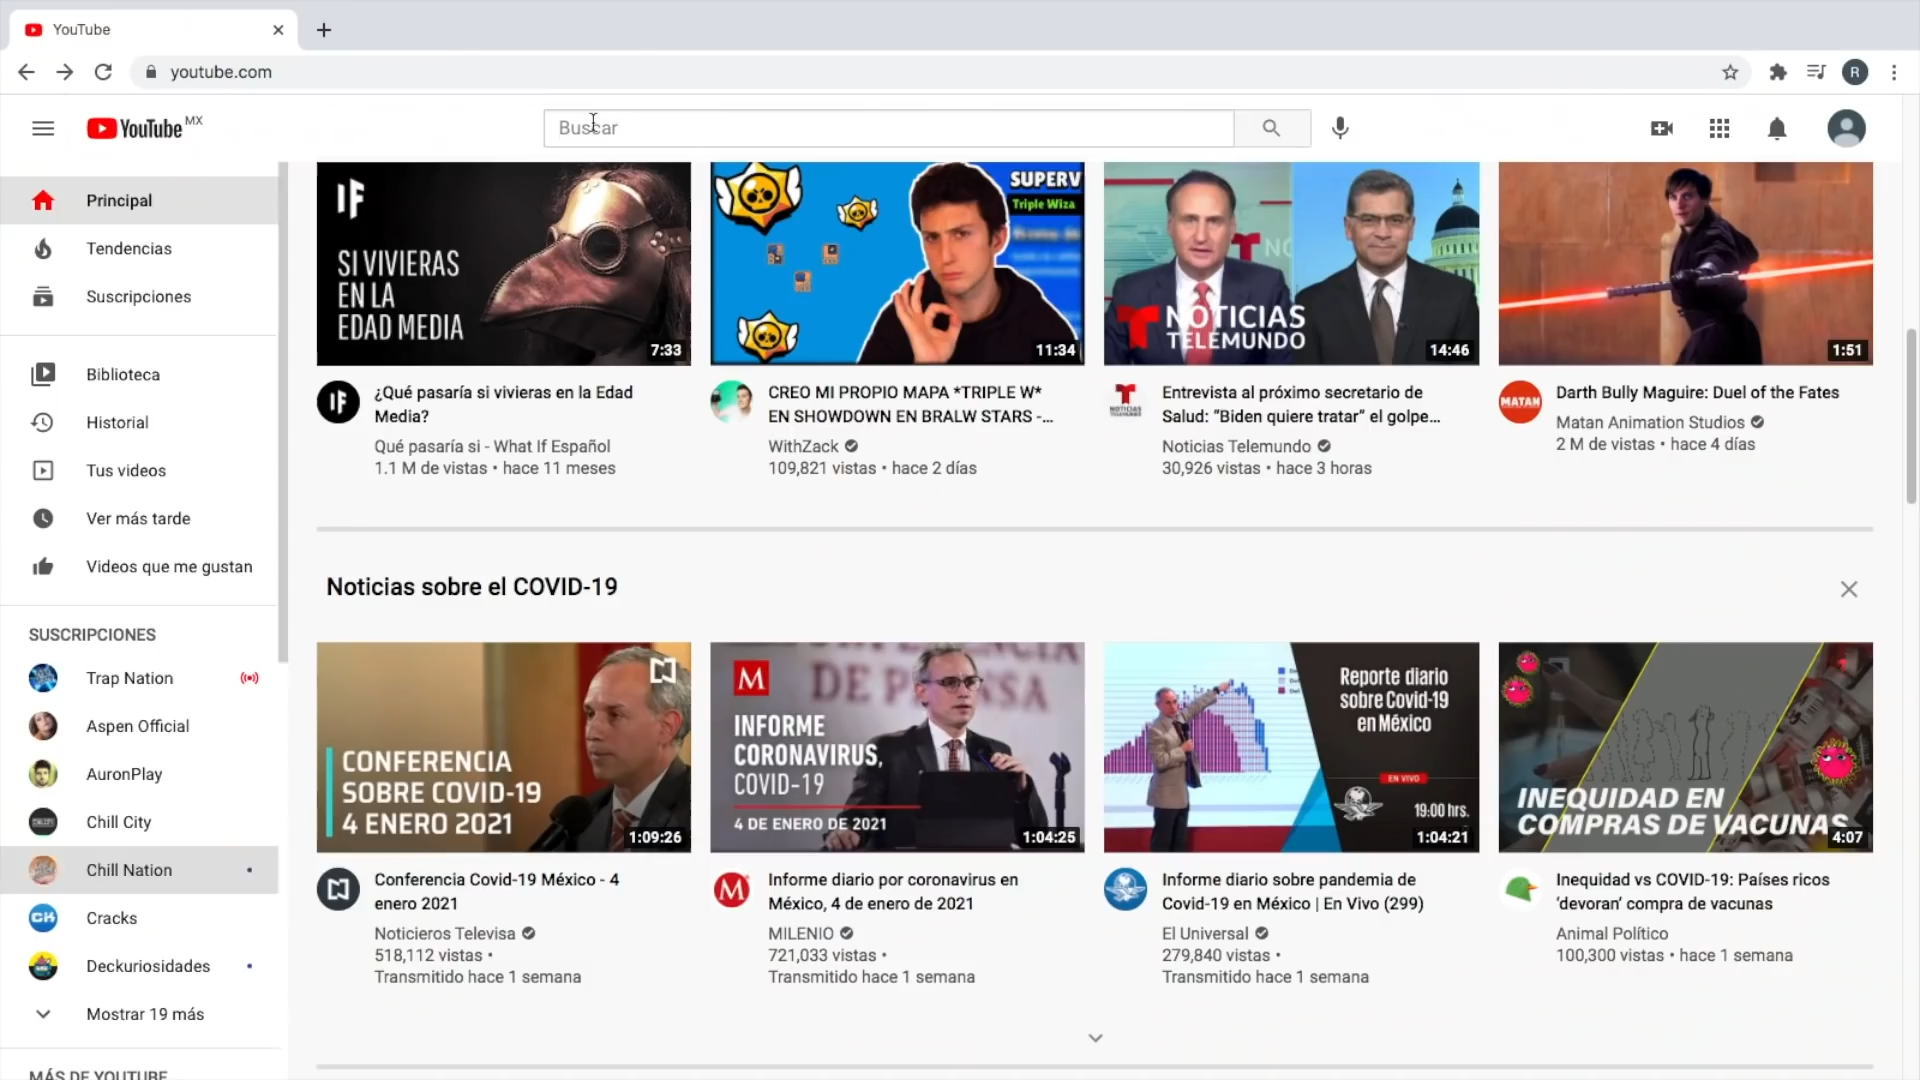 YouTube
youtube.com
R
YouTube MX
Buscar
Principal
Tendencias
Suscripciones
Biblioteca
Historial
Tus videos
Ver más tarde
Videos que me gustan
SUSCRIPCIONES
Trap Nation
Aspen Official
AuronPlay
Chill City
Chill Nation
Cracks
Deckuriosidades
Mostrar 19 más
MÁS DE YOUTUBE
IF
SI VIVIERAS
EN LA
EDAD MEDIA
7:33
IF
¿Qué pasaría si vivieras en la Edad
Media?
Qué pasaría si - What If Español
1.1 M de vistas • hace 11 meses
SUPERV
Triple Wiza
11:34
CREO MI PROPIO MAPA *TRIPLE W*
EN SHOWDOWN EN BRALW STARS -...
WithZack
109,821 vistas • hace 2 días
NOTICIAS
TELEMUNDO
14:46
NOTICIAS
Entrevista al próximo secretario de
Salud: “Biden quiere tratar” el golpe...
Noticias Telemundo
30,926 vistas • hace 3 horas
1:51
MATAN
Darth Bully Maguire: Duel of the Fates
Matan Animation Studios
2 M de vistas • hace 4 días
Noticias sobre el COVID-19
N
CONFERENCIA
SOBRE COVID-19
4 ENERO 2021
1:09:26
N
Conferencia Covid-19 México - 4
enero 2021
Noticieros Televisa
518,112 vistas •
Transmitido hace 1 semana
M
DE PRENSA
INFORME
CORONAVIRUS,
COVID-19
4 DE ENERO DE 2021
1:04:25
M
Informe diario por coronavirus en
México, 4 de enero de 2021
MILENIO
721,033 vistas •
Transmitido hace 1 semana
Reporte diario
sobre Covid-19
en México
EN VIVO
19:00 hrs.
1:04:21
Informe diario sobre pandemia de
Covid-19 en México | En Vivo (299)
El Universal
279,840 vistas •
Transmitido hace 1 semana
INEQUIDAD EN
COMPRAS DE VACUNAS
4:07
Inequidad vs COVID-19: Países ricos
‘devoran’ compra de vacunas
Animal Político
100,300 vistas • hace 1 semana